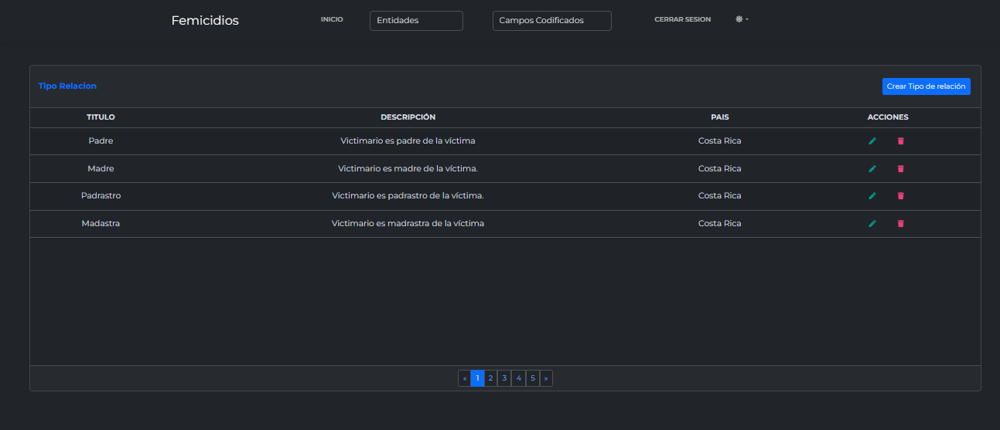 Femicidios INICIO Entidades Campos Codificados CERRAR SESION
Tipo Relacion Crear Tipo de relación
TITULO DESCRIPCIÓN PAIS ACCIONES
Padre Victimario es padre de la víctima Costa Rica
Madre Victimario es madre de la víctima. Costa Rica
Padrastro Victimario es padrastro de la víctima. Costa Rica
Madastra Victimario es madrastra de la víctima Costa Rica
« 1 2 3 4 5 »